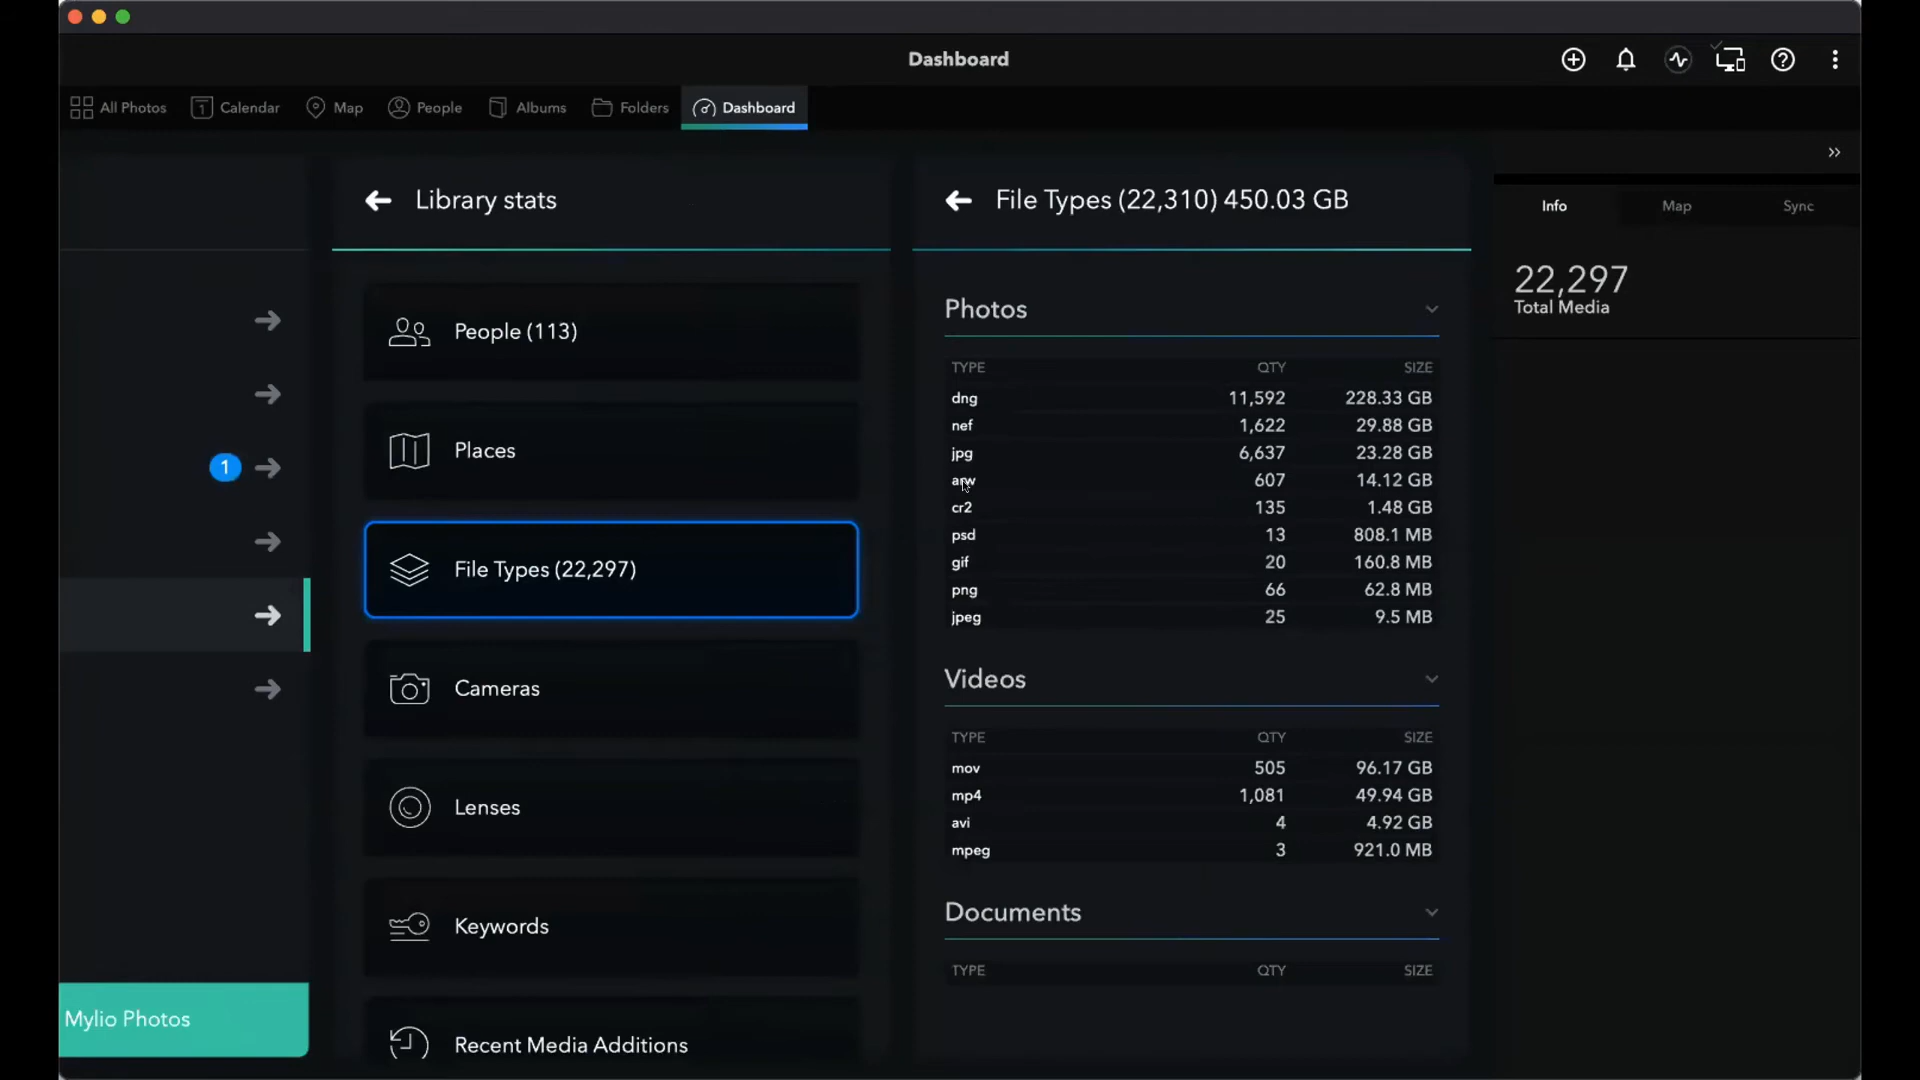 Dashboard
All Photos
1 Calendar
Map
People
Albums
Folders
Dashboard
Library stats
People (113)
Places
File Types (22,297)
Cameras
Lenses
Keywords
Recent Media Additions
1
Mylio Photos
File Types (22,310) 450.03 GB
Photos
TYPE QTY SIZE
dng 11,592 228.33 GB
nef 1,622 29.88 GB
jpg 6,637 23.28 GB
arw 607 14.12 GB
cr2 135 1.48 GB
psd 13 808.1 MB
gif 20 160.8 MB
png 66 62.8 MB
jpeg 25 9.5 MB
Videos
TYPE QTY SIZE
mov 505 96.17 GB
mp4 1,081 49.94 GB
avi 4 4.92 GB
mpeg 3 921.0 MB
Documents
TYPE QTY SIZE
Info
Map
Sync
22,297
Total Media